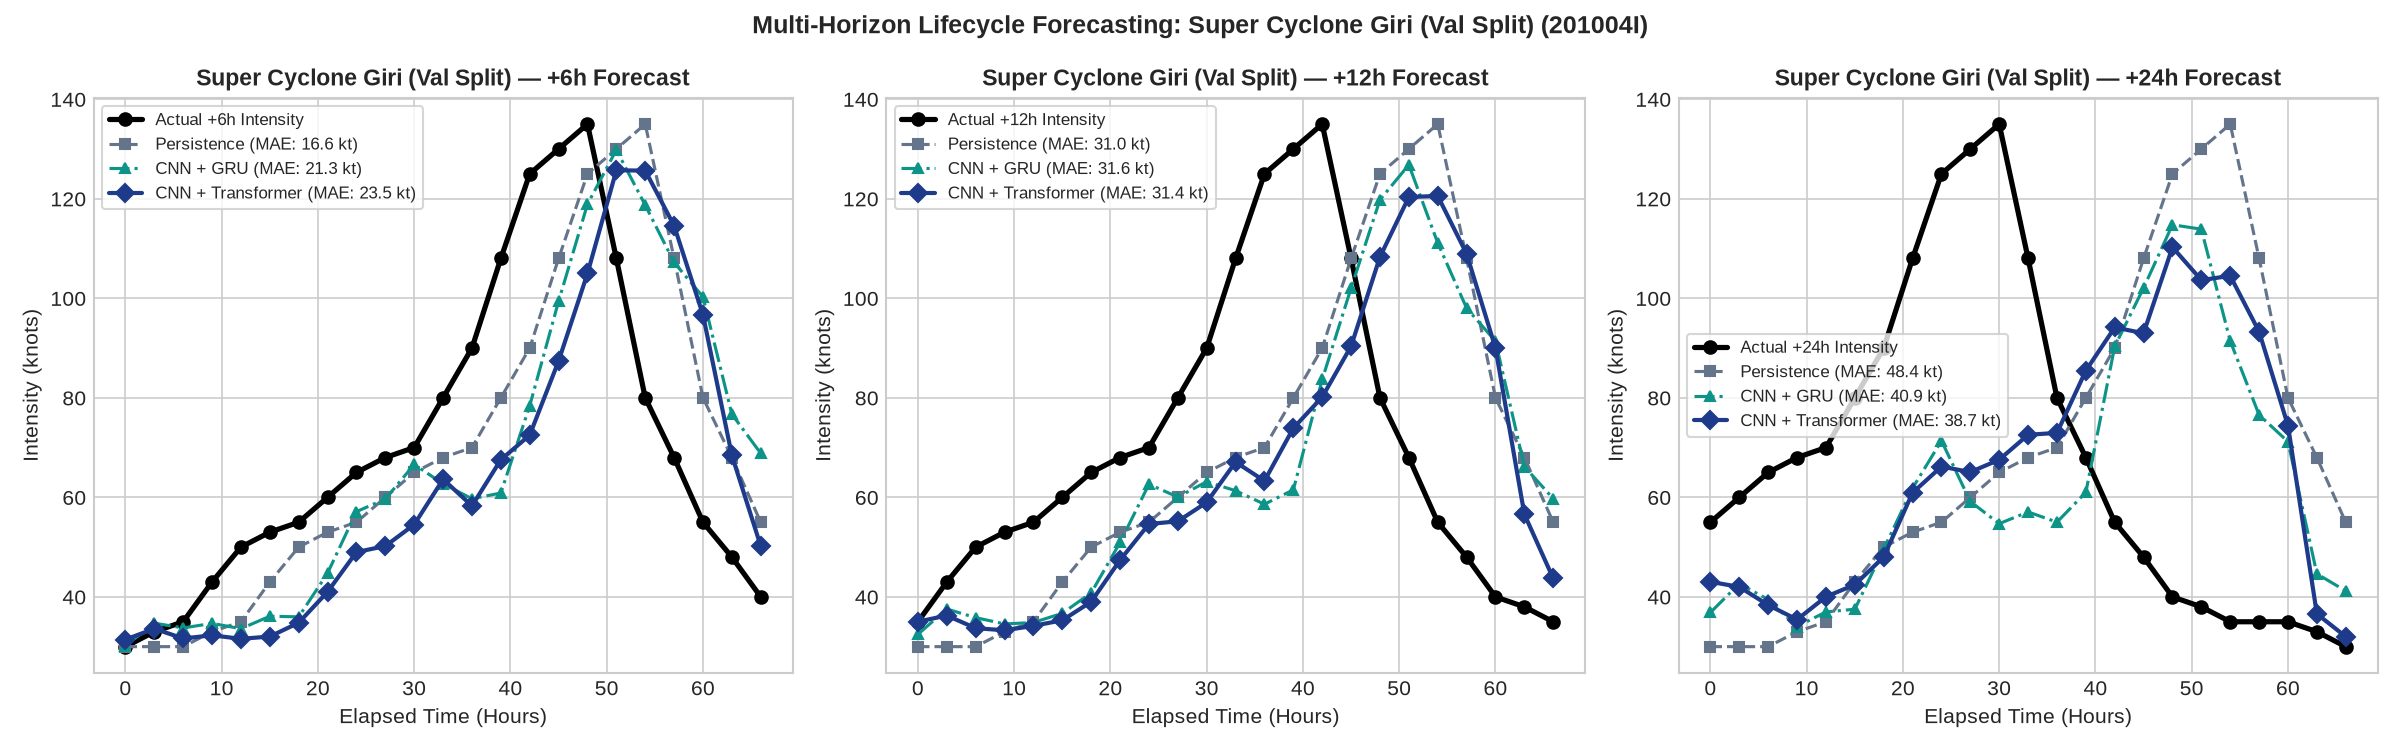 Multi-Horizon Lifecycle Forecasting: Super Cyclone Giri (Val Split) (201004I)
Super Cyclone Giri (Val Split) — +6h Forecast
Intensity (knots)
140
120
100
80
60
40
Actual +6h Intensity
Persistence (MAE: 16.6 kt)
CNN + GRU (MAE: 21.3 kt)
CNN + Transformer (MAE: 23.5 kt)
0 10 20 30 40 50 60
Elapsed Time (Hours)
Super Cyclone Giri (Val Split) — +12h Forecast
Intensity (knots)
140
120
100
80
60
40
Actual +12h Intensity
Persistence (MAE: 31.0 kt)
CNN + GRU (MAE: 31.6 kt)
CNN + Transformer (MAE: 31.4 kt)
0 10 20 30 40 50 60
Elapsed Time (Hours)
Super Cyclone Giri (Val Split) — +24h Forecast
Intensity (knots)
140
120
100
80
60
40
Actual +24h Intensity
Persistence (MAE: 48.4 kt)
CNN + GRU (MAE: 40.9 kt)
CNN + Transformer (MAE: 38.7 kt)
0 10 20 30 40 50 60
Elapsed Time (Hours)